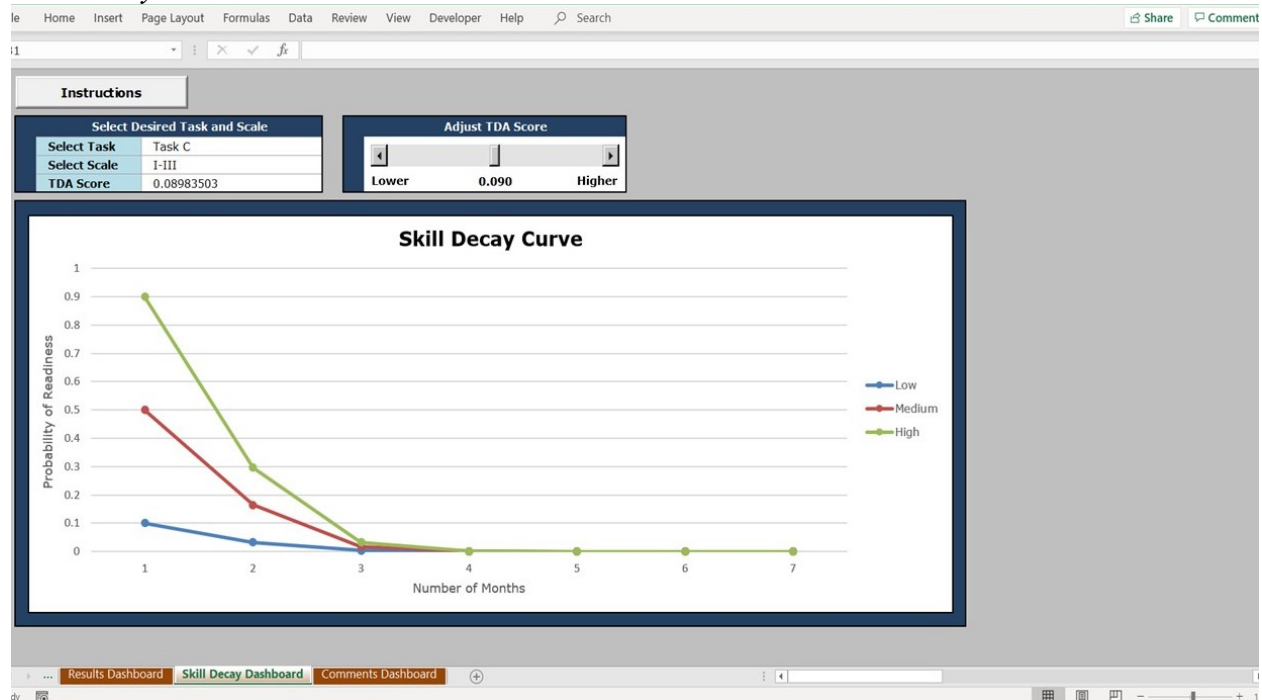 Home Insert Page Layout Formulas Data Review View Developer Help Search Share Comment
fx
Instructions
Select Desired Task and Scale
Select Task Task C
Select Scale I-III
TDA Score 0.08983503
Adjust TDA Score
Lower 0.090 Higher
Skill Decay Curve
Probability of Readiness
1
0.9
0.8
0.7
0.6
0.5
0.4
0.3
0.2
0.1
0
1 2 3 4 5 6 7
Number of Months
Low
Medium
High
... Results Dashboard Skill Decay Dashboard Comments Dashboard